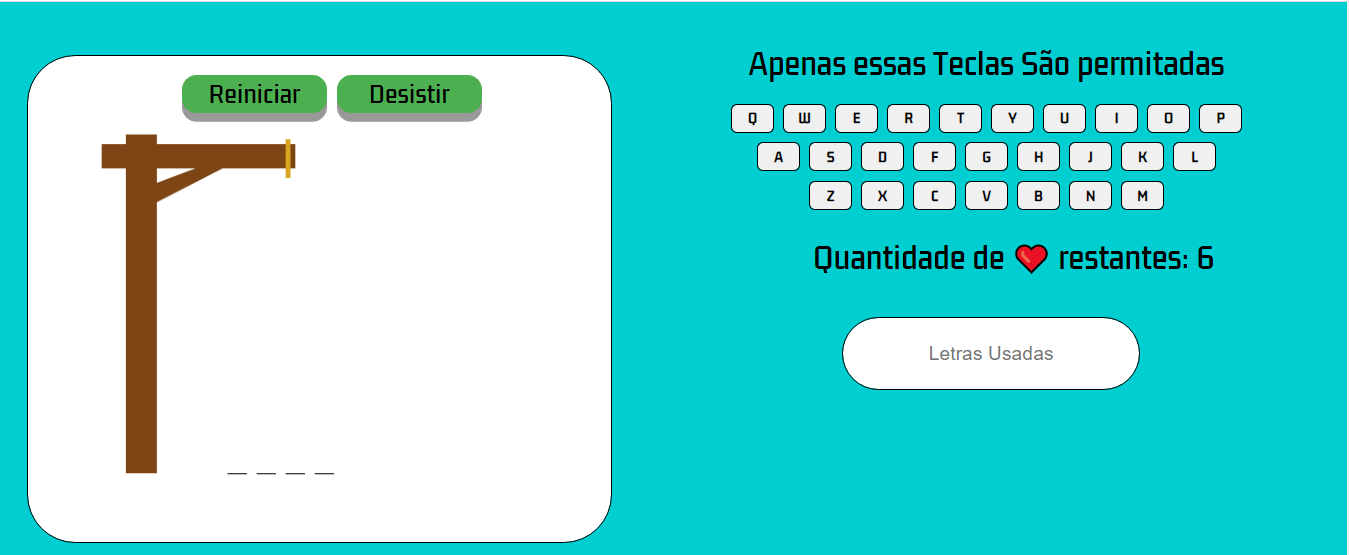 Reiniciar Desistir
Apenas essas Teclas São permitadas
Q W E R T Y U I O P
A S D F G H J K L
Z X C V B N M
Quantidade de ❤ restantes: 6
Letras Usadas
_ _ _ _